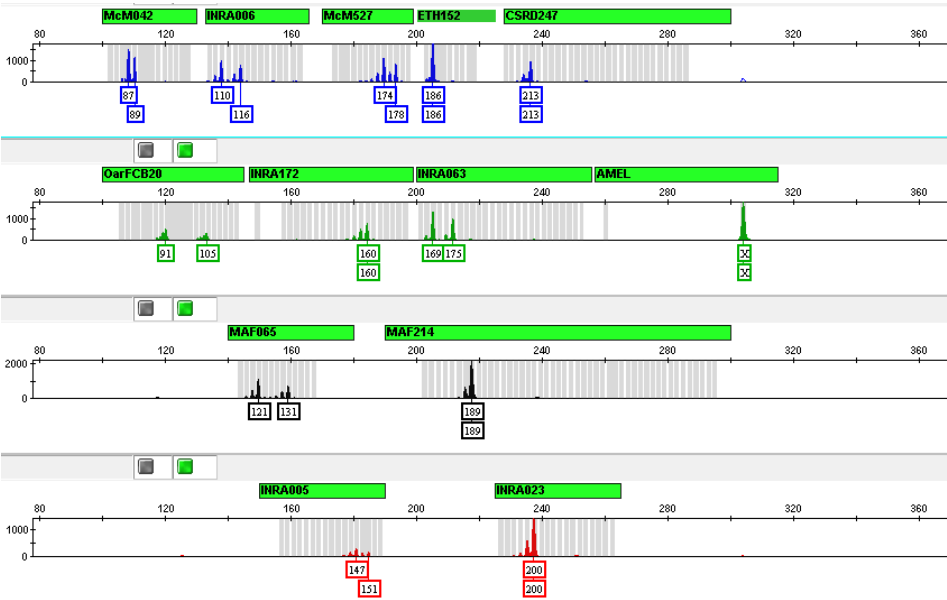 McM042 INRA006 McM527 ETH152 CSRD247
80 120 160 200 240 280 320 360
1000
0
87 110 174 186 213
89 116 178 186 213
OarFCB20 INRA172 INRA063 AMEL
80 120 160 200 240 280 320 360
1000
0
91 105 160 169 175 X
160 X
MAF065 MAF214
80 120 160 200 240 280 320 360
2000
0
121 131 189
189
INRA005 INRA023
80 120 160 200 240 280 320 360
1000
0
147 200
151 200